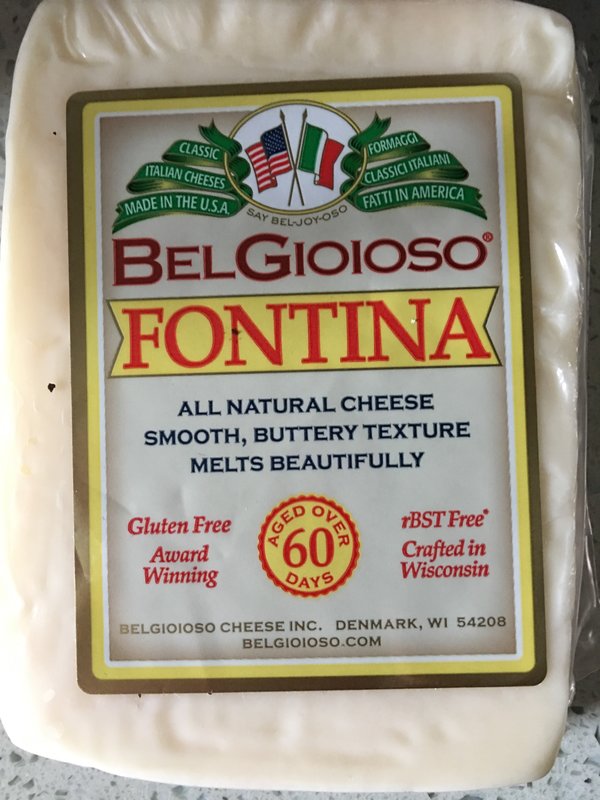 CLASSIC
ITALIAN CHEESES
MADE IN THE U.S.A.
FORMAGGI
CLASSICI ITALIANI
FATTI IN AMERICA
SAY BEL-JOY-OSO
BELGIOIOSO®
FONTINA
ALL NATURAL CHEESE
SMOOTH, BUTTERY TEXTURE
MELTS BEAUTIFULLY
Gluten Free
Award
Winning
AGED OVER
60
DAYS
rBST Free*
Crafted in
Wisconsin
BELGIOIOSO CHEESE INC. DENMARK, WI 54208
BELGIOIOSO.COM